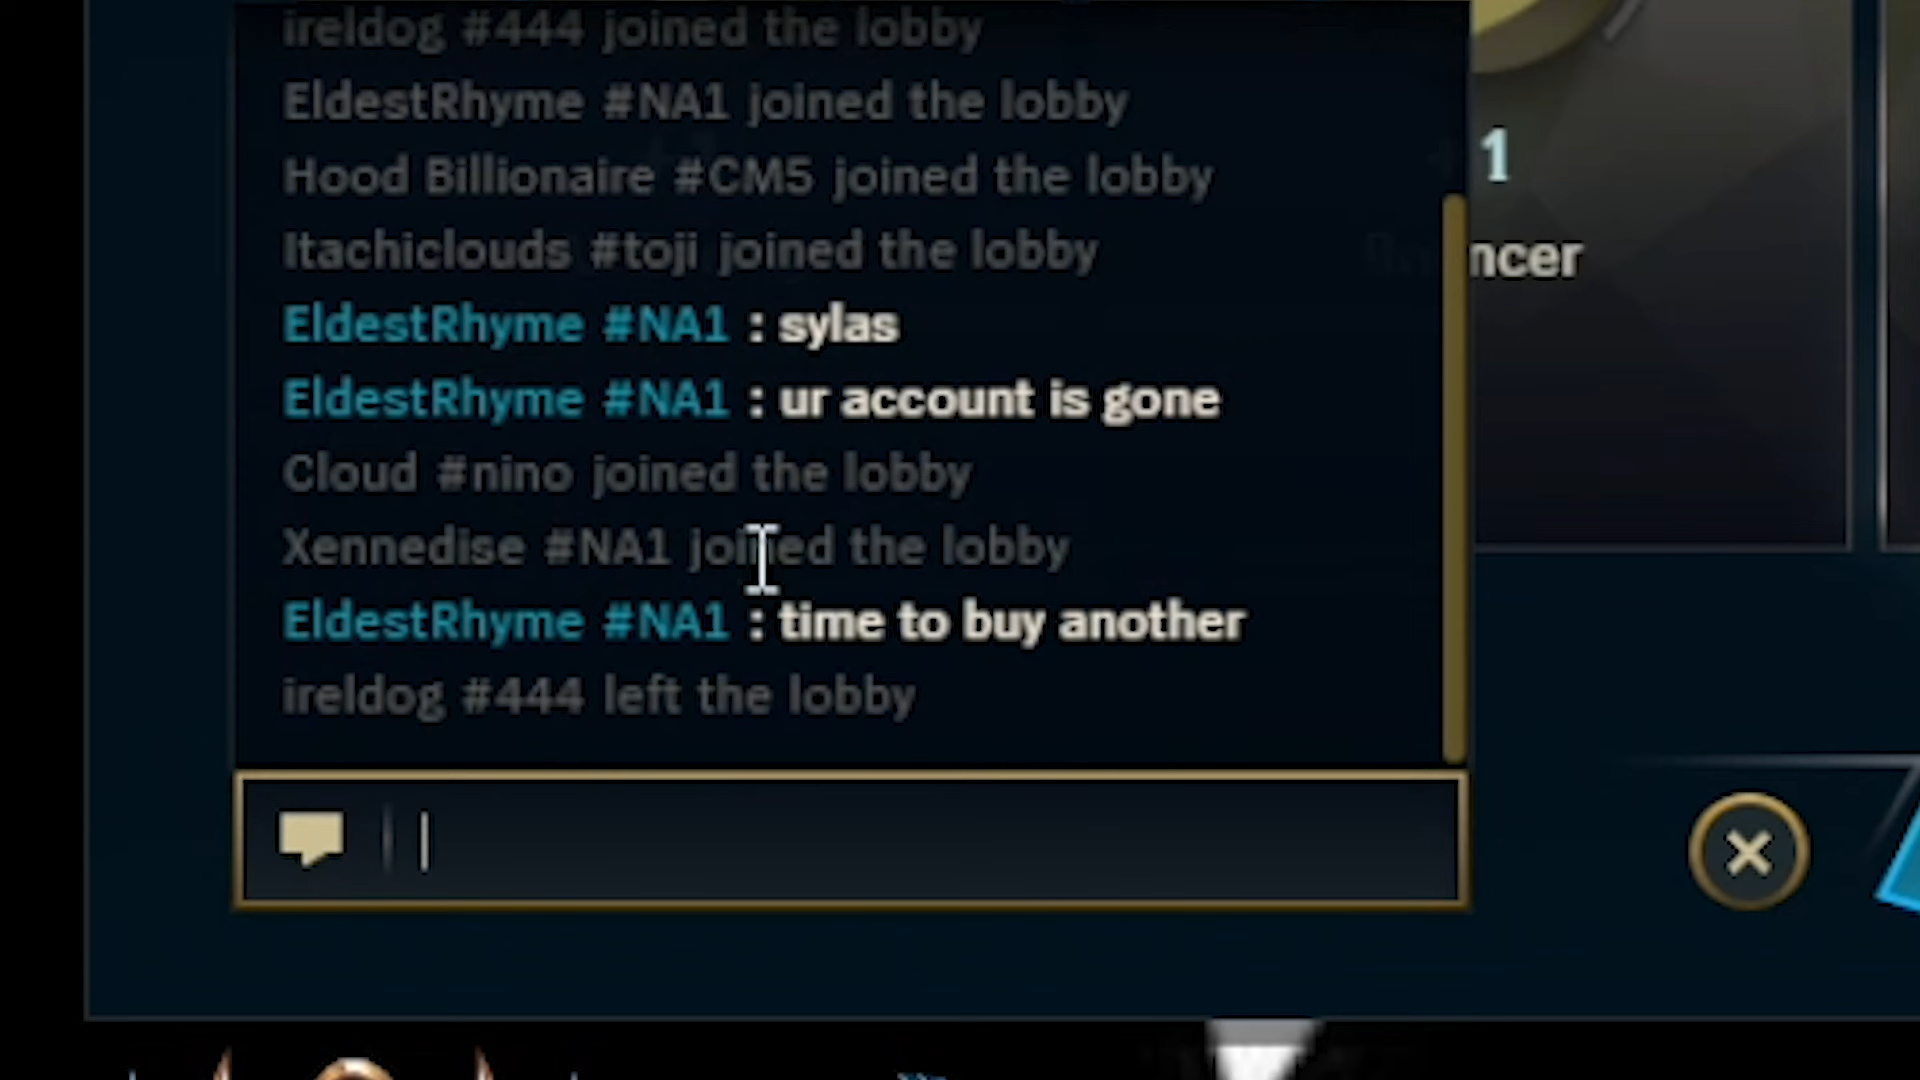 ireldog #444 joined the lobby
EldestRhyme #NA1 joined the lobby
Hood Billionaire #CM5 joined the lobby
1
Itachiclouds #toji joined the lobby
ncer
EldestRhyme #NA1 : sylas
EldestRhyme #NA1 : ur account is gone
Cloud #nino joined the lobby
Xennedise #NA1 joined the lobby
EldestRhyme #NA1 : time to buy another
ireldog #444 left the lobby